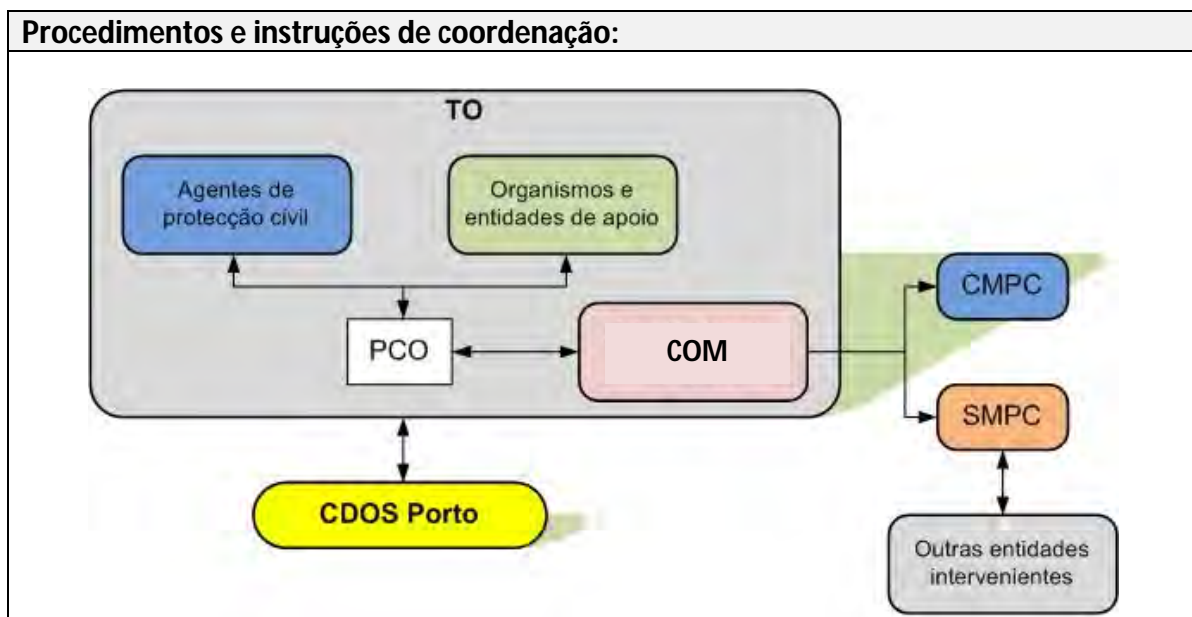 Procedimentos e instruções de coordenação:
TO
Agentes de
protecção civil
Organismos e
entidades de apoio
CMPC
PCO
COM
SMPC
CDOS Porto
Outras entidades
intervenientes